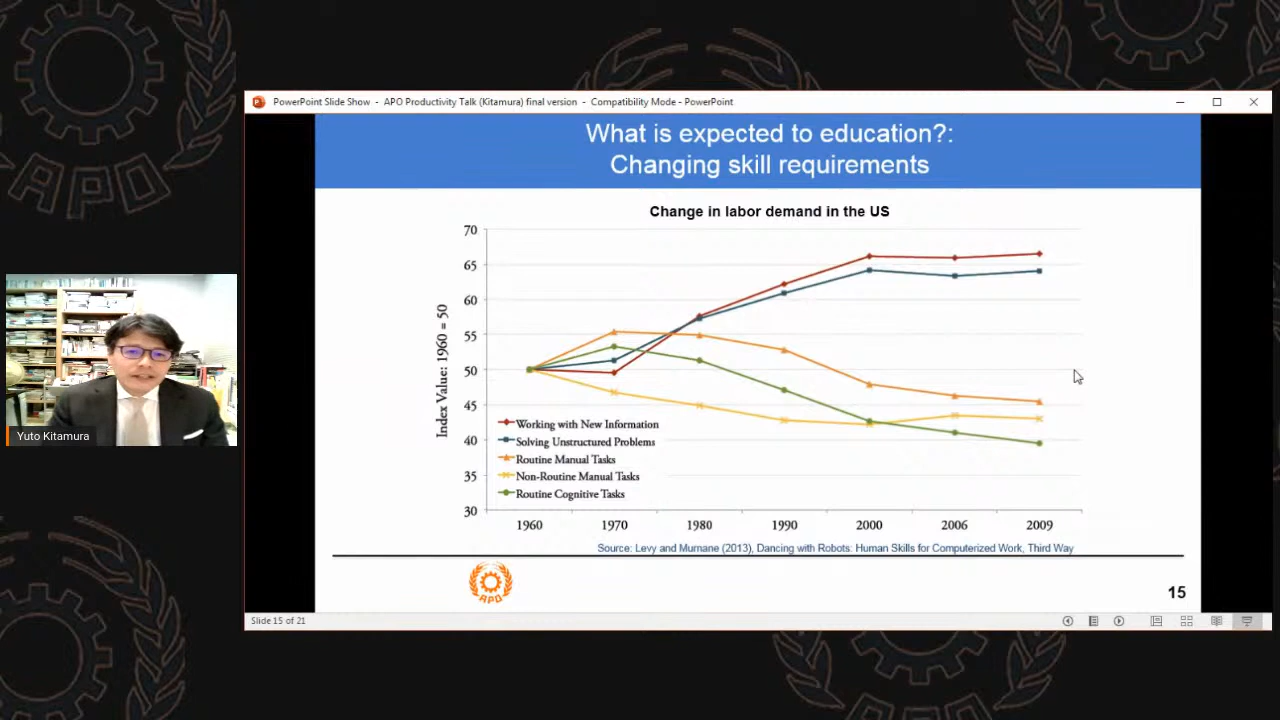 PowerPoint Slide Show - APO Productivity Talk (Kitamura) final version - Compatibility Mode - PowerPoint
What is expected to education?:
Changing skill requirements
Change in labor demand in the US
Index Value: 1960 = 50
70
65
60
55
50
45
40
35
30
Working with New Information
Solving Unstructured Problems
Routine Manual Tasks
Non-Routine Manual Tasks
Routine Cognitive Tasks
1960 1970 1980 1990 2000 2006 2009
Source: Levy and Murnane (2013), Dancing with Robots: Human Skills for Computerized Work, Third Way
APO
15
Slide 15 of 21
Yuto Kitamura
APO
APO